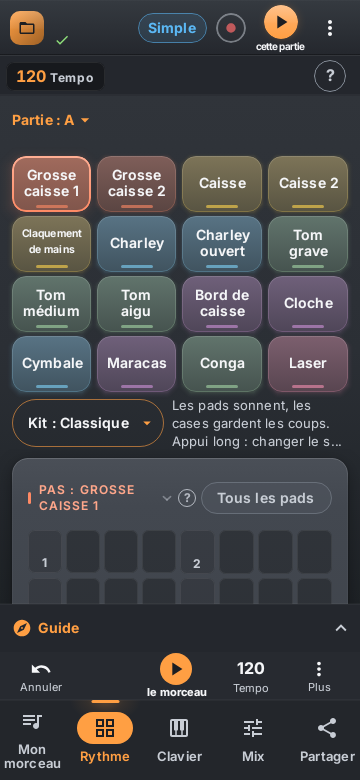 Simple
cette partie
120 Tempo
?
Partie : A
Grosse
caisse 1
Grosse
caisse 2
Caisse
Caisse 2
Claquement
de mains
Charley
Charley
ouvert
Tom
grave
Tom
médium
Tom
aigu
Bord de
caisse
Cloche
Cymbale
Maracas
Conga
Laser
Kit : Classique
Les pads sonnent, les
cases gardent les coups.
Appui long : changer le s...
PAS : GROSSE
CAISSE 1
?
Tous les pads
1
2
Guide
Annuler
le morceau
120
Tempo
Plus
Mon
morceau
Rythme
Clavier
Mix
Partager